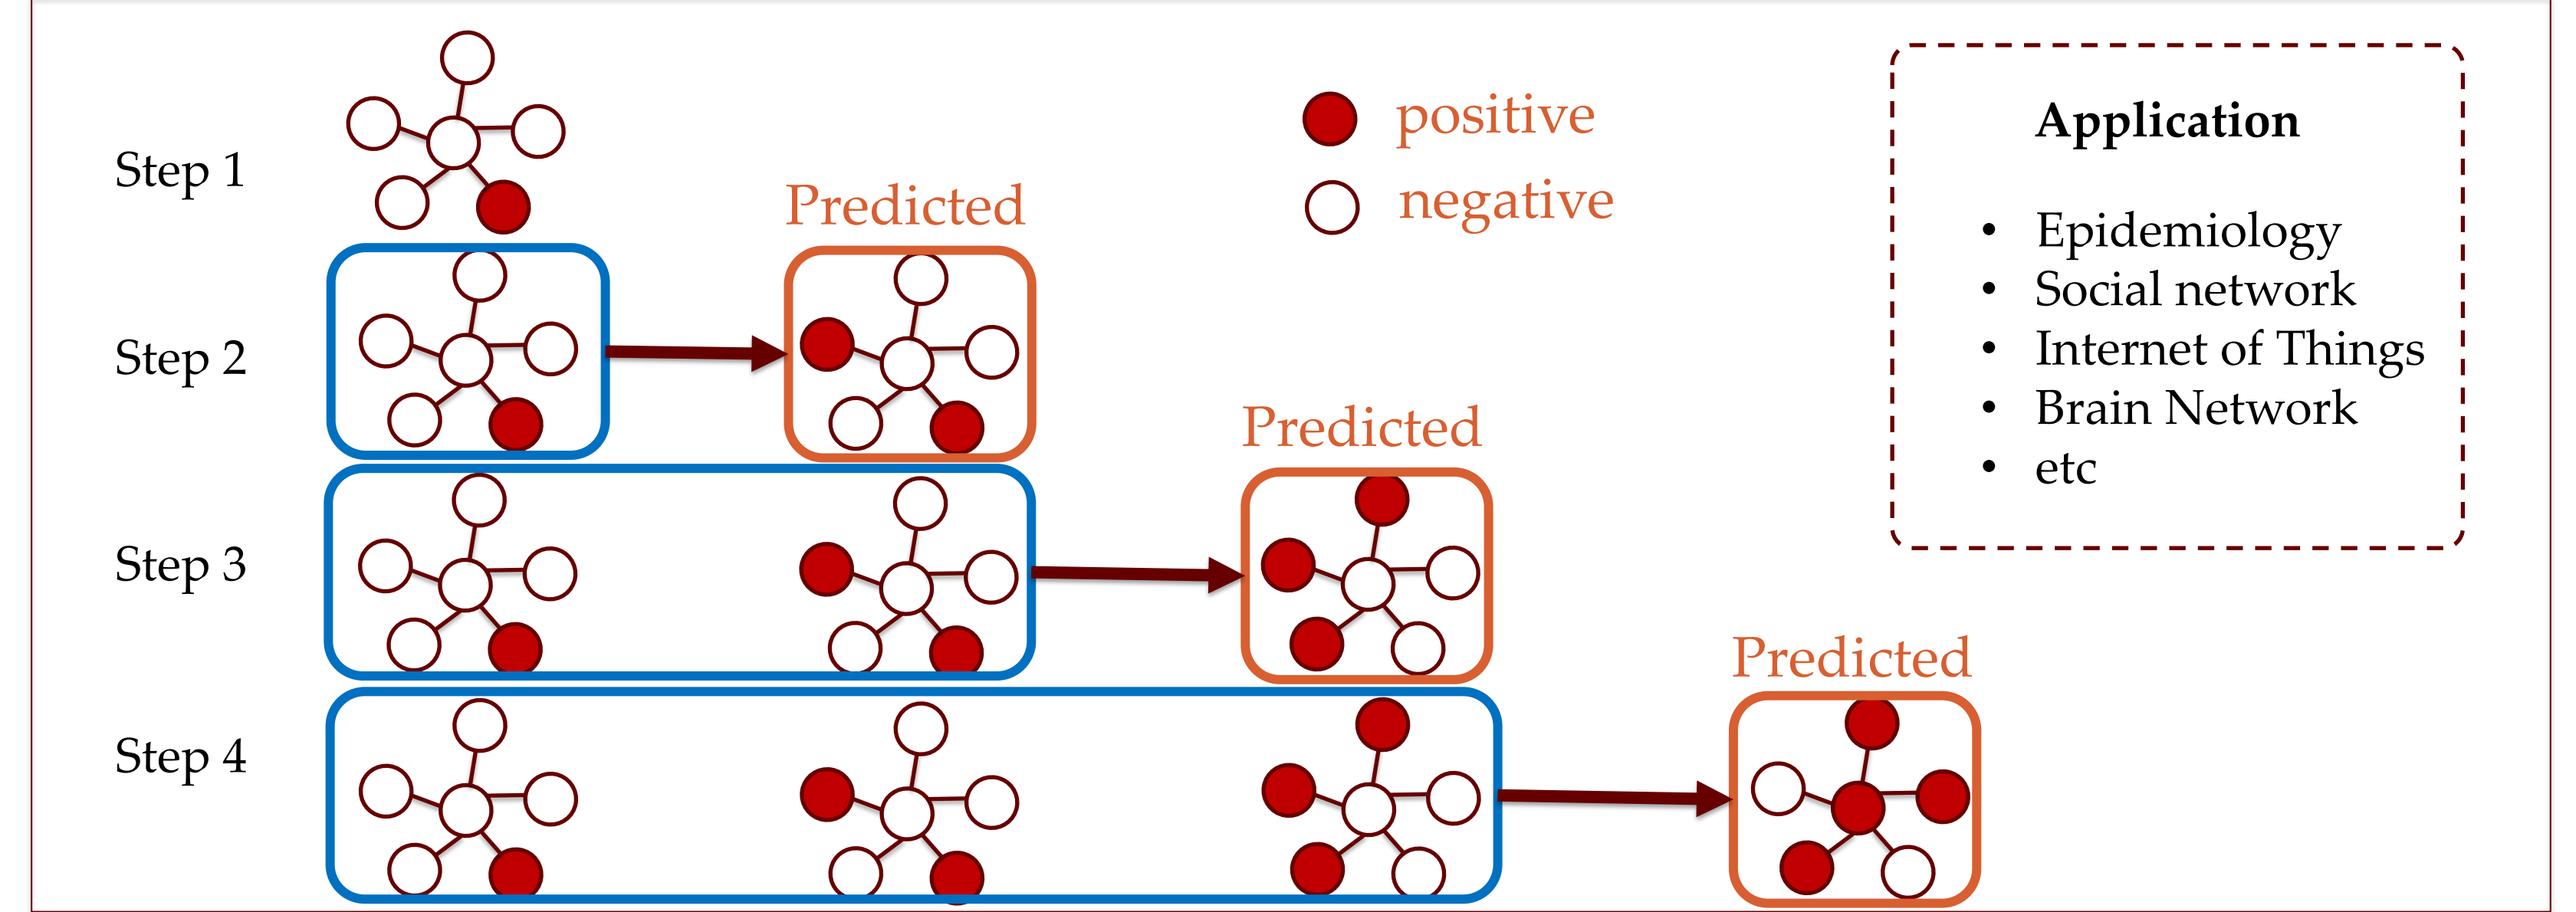 Step 1
Predicted
positive
negative
Application
• Epidemiology
• Social network
• Internet of Things
• Brain Network
• etc
Step 2
Predicted
Step 3
Predicted
Step 4